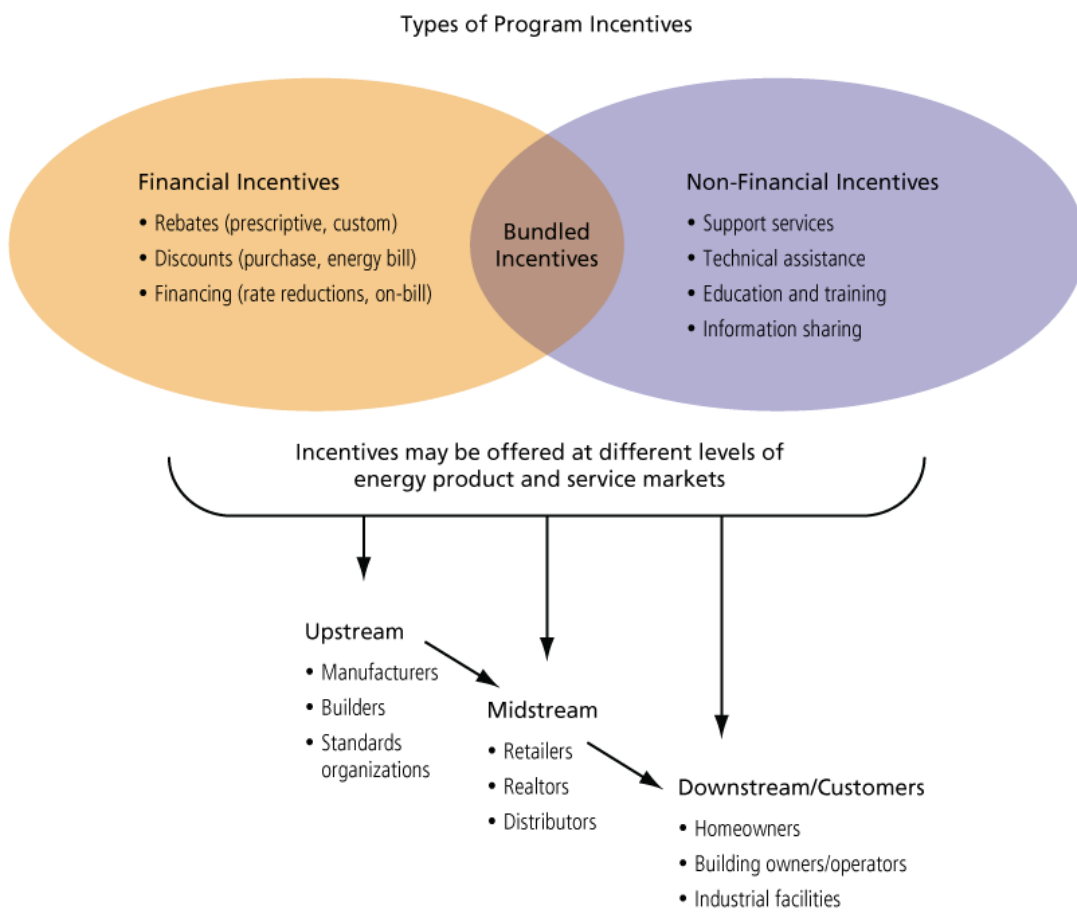 Types of Program Incentives
Financial Incentives
• Rebates (prescriptive, custom)
• Discounts (purchase, energy bill)
• Financing (rate reductions, on-bill)
Bundled
Incentives
Non-Financial Incentives
• Support services
• Technical assistance
• Education and training
• Information sharing
Incentives may be offered at different levels of
energy product and service markets
Upstream
• Manufacturers
• Builders
• Standards
organizations
Midstream
• Retailers
• Realtors
• Distributors
Downstream/Customers
• Homeowners
• Building owners/operators
• Industrial facilities